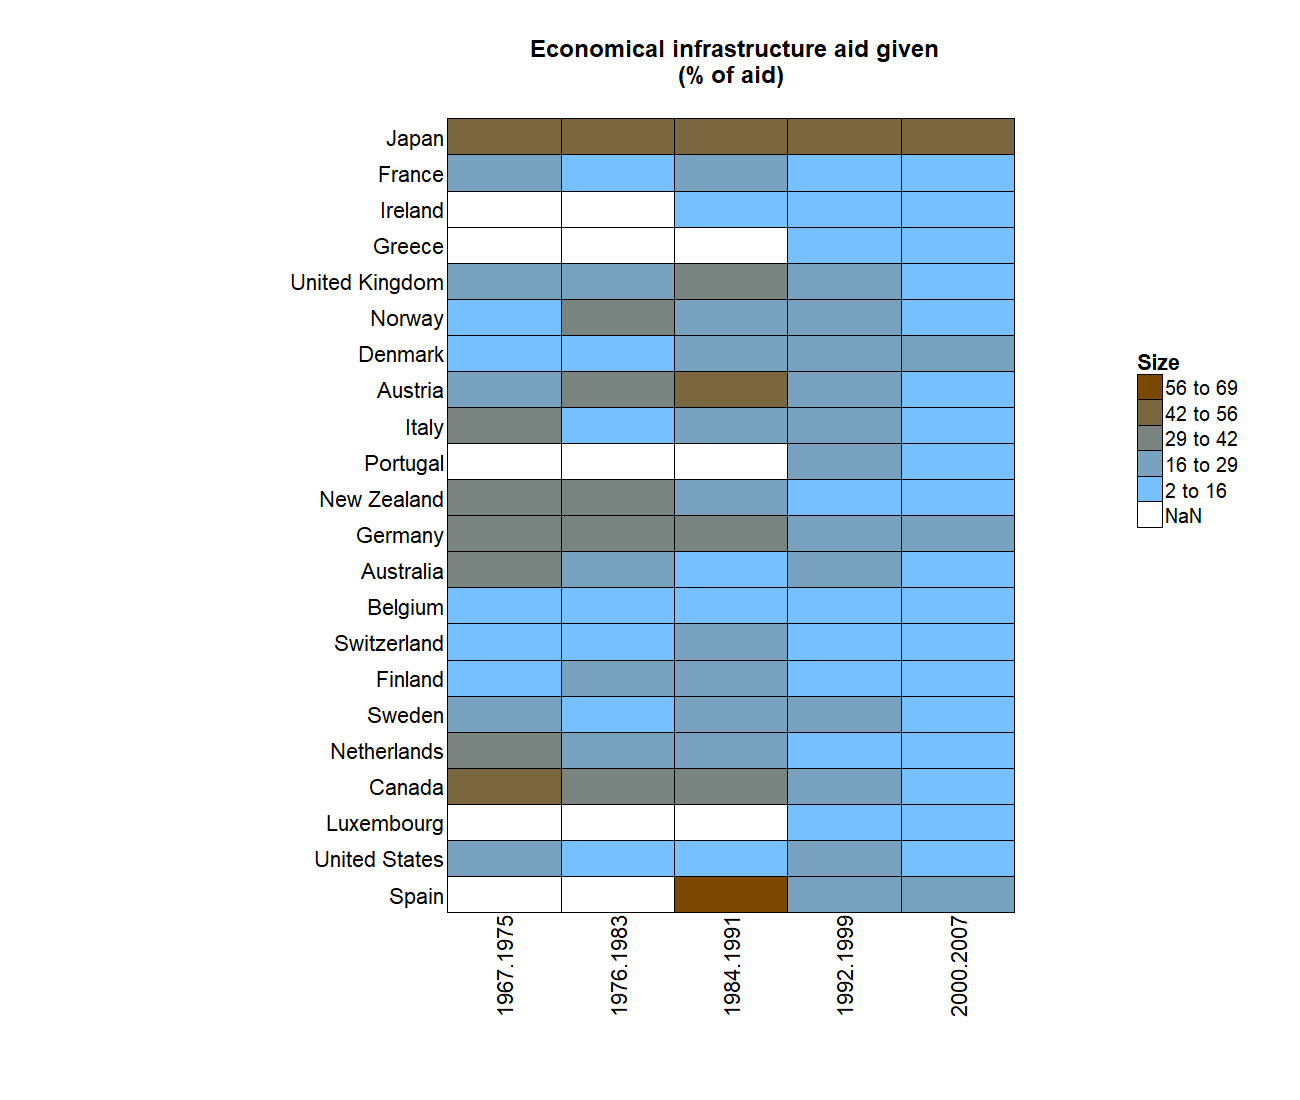 Economical infrastructure aid given
(% of aid)
Japan
France
Ireland
Greece
United Kingdom
Norway
Denmark
Austria
Italy
Portugal
New Zealand
Germany
Australia
Belgium
Switzerland
Finland
Sweden
Netherlands
Canada
Luxembourg
United States
Spain
1967.1975
1976.1983
1984.1991
1992.1999
2000.2007
Size
56 to 69
42 to 56
29 to 42
16 to 29
2 to 16
NaN